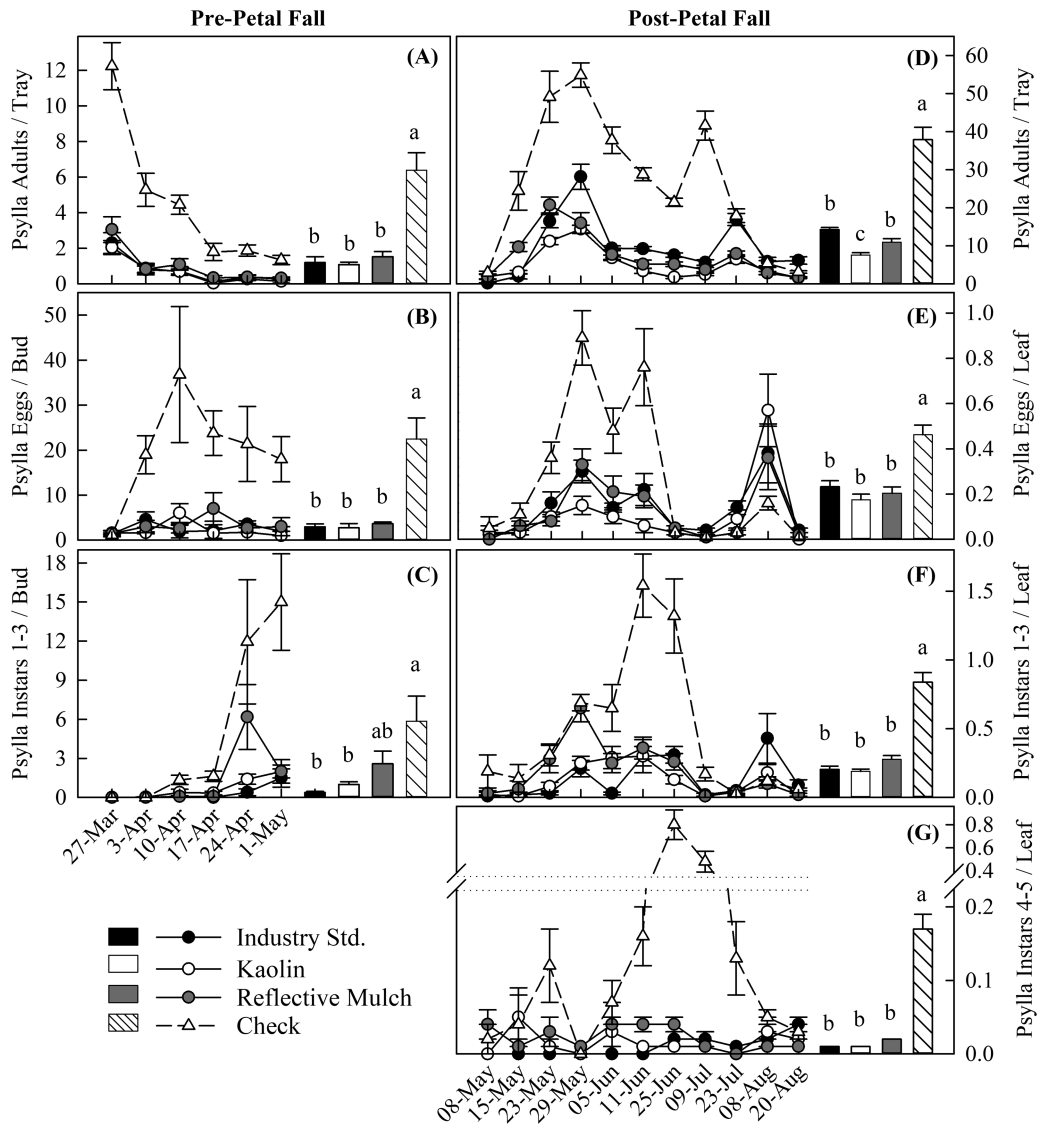 Pre-Petal Fall
Post-Petal Fall
Psylla Adults / Tray
12
10
8
6
4
2
0
(A)
b
b
b
a
(D)
b
c
b
a
60
50
40
30
20
10
0
Psylla Adults / Tray
Psylla Eggs / Bud
50
40
30
20
10
0
(B)
b
b
b
a
(E)
b
b
b
a
1.0
0.8
0.6
0.4
0.2
0.0
Psylla Eggs / Leaf
Psylla Instars 1-3 / Bud
18
15
12
9
6
3
0
(C)
b
b
ab
a
27-Mar
3-Apr
10-Apr
17-Apr
24-Apr
1-May
(F)
b
b
b
a
1.5
1.0
0.5
0.0
Psylla Instars 1-3 / Leaf
(G)
b
b
b
a
0.8
0.6
0.4
0.2
0.1
0.0
Psylla Instars 4-5 / Leaf
08-May
15-May
23-May
29-May
05-Jun
11-Jun
25-Jun
09-Jul
23-Jul
08-Aug
20-Aug
Industry Std.
Kaolin
Reflective Mulch
Check